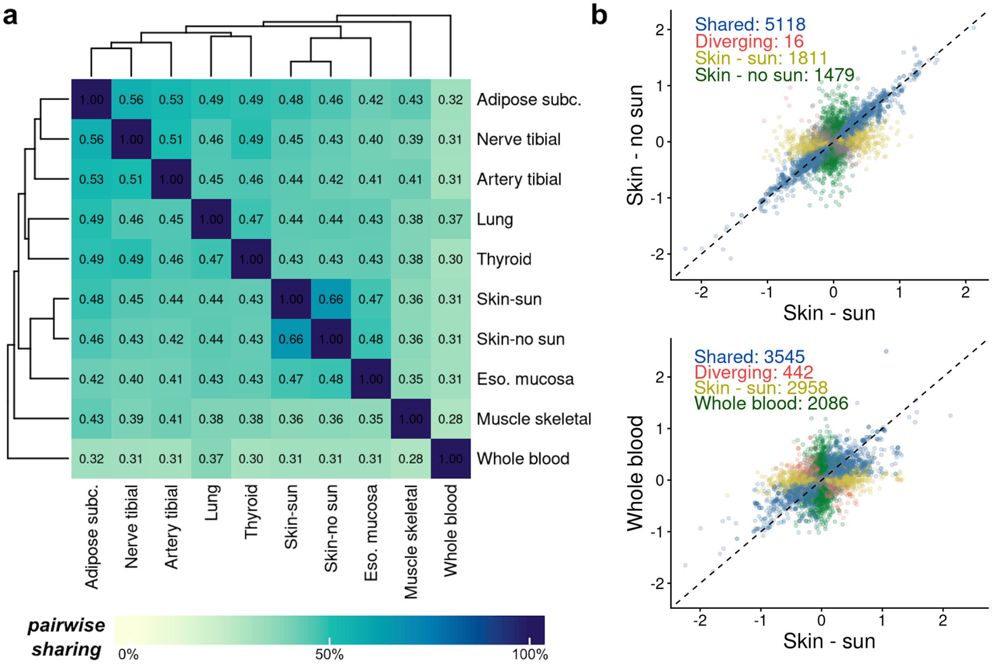 a
1.00 0.56 0.53 0.49 0.49 0.48 0.46 0.42 0.43 0.32 Adipose subc.
0.56 1.00 0.51 0.46 0.49 0.45 0.43 0.40 0.39 0.31 Nerve tibial
0.53 0.51 1.00 0.45 0.46 0.44 0.42 0.41 0.41 0.31 Artery tibial
0.49 0.46 0.45 1.00 0.47 0.44 0.44 0.43 0.38 0.37 Lung
0.49 0.49 0.46 0.47 1.00 0.43 0.43 0.43 0.38 0.30 Thyroid
0.48 0.45 0.44 0.44 0.43 1.00 0.66 0.47 0.36 0.31 Skin-sun
0.46 0.43 0.42 0.44 0.43 0.66 1.00 0.48 0.36 0.31 Skin-no sun
0.42 0.40 0.41 0.43 0.43 0.47 0.48 1.00 0.35 0.31 Eso. mucosa
0.43 0.39 0.41 0.38 0.38 0.36 0.36 0.35 1.00 0.28 Muscle skeletal
0.32 0.31 0.31 0.37 0.30 0.31 0.31 0.31 0.28 1.00 Whole blood
Adipose subc.
Nerve tibial
Artery tibial
Lung
Thyroid
Skin-sun
Skin-no sun
Eso. mucosa
Muscle skeletal
Whole blood
pairwise
sharing
0% 50% 100%
b
Shared: 5118
Diverging: 16
Skin - sun: 1811
Skin - no sun: 1479
Skin - no sun
2
1
0
-1
-2
-2 -1 0 1 2
Skin - sun
Shared: 3545
Diverging: 442
Skin - sun: 2958
Whole blood: 2086
Whole blood
2
1
0
-1
-2
-2 -1 0 1 2
Skin - sun